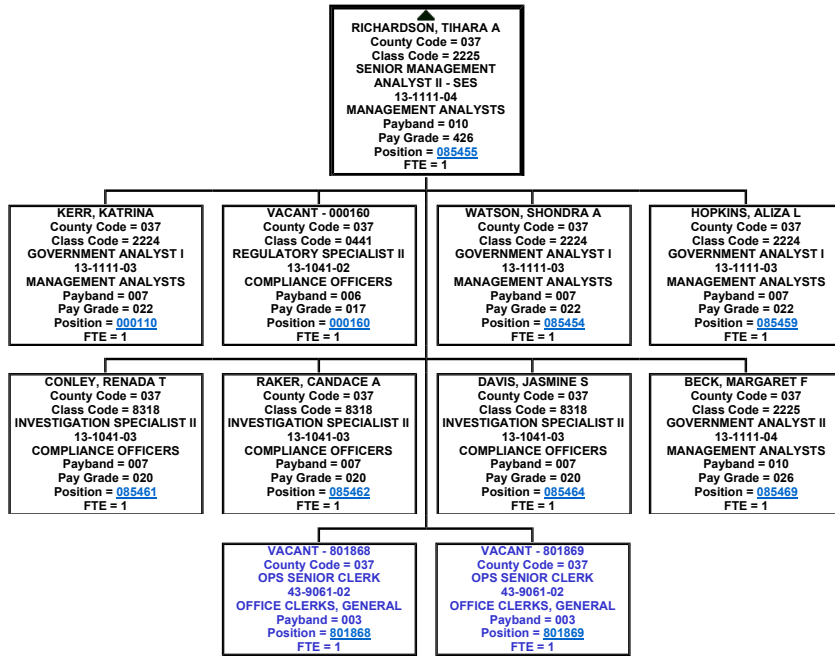 RICHARDSON, TIHARA A
County Code = 037
Class Code = 2225
SENIOR MANAGEMENT
ANALYST II - SES
13-1111-04
MANAGEMENT ANALYSTS
Payband = 010
Pay Grade = 426
Position = 085455
FTE = 1
KERR, KATRINA
County Code = 037
Class Code = 2224
GOVERNMENT ANALYST I
13-1111-03
MANAGEMENT ANALYSTS
Payband = 007
Pay Grade = 022
Position = 000110
FTE = 1
VACANT - 000160
County Code = 037
Class Code = 0441
REGULATORY SPECIALIST II
13-1041-02
COMPLIANCE OFFICERS
Payband = 006
Pay Grade = 017
Position = 000160
FTE = 1
WATSON, SHONDRA A
County Code = 037
Class Code = 2224
GOVERNMENT ANALYST I
13-1111-03
MANAGEMENT ANALYSTS
Payband = 007
Pay Grade = 022
Position = 085454
FTE = 1
HOPKINS, ALIZA L
County Code = 037
Class Code = 2224
GOVERNMENT ANALYST I
13-1111-03
MANAGEMENT ANALYSTS
Payband = 007
Pay Grade = 022
Position = 085459
FTE = 1
CONLEY, RENADA T
County Code = 037
Class Code = 8318
INVESTIGATION SPECIALIST II
13-1041-03
COMPLIANCE OFFICERS
Payband = 007
Pay Grade = 020
Position = 085461
FTE = 1
RAKER, CANDACE A
County Code = 037
Class Code = 8318
INVESTIGATION SPECIALIST II
13-1041-03
COMPLIANCE OFFICERS
Payband = 007
Pay Grade = 020
Position = 085462
FTE = 1
DAVIS, JASMINE S
County Code = 037
Class Code = 8318
INVESTIGATION SPECIALIST II
13-1041-03
COMPLIANCE OFFICERS
Payband = 007
Pay Grade = 020
Position = 085464
FTE = 1
BECK, MARGARET F
County Code = 037
Class Code = 2225
GOVERNMENT ANALYST II
13-1111-04
MANAGEMENT ANALYSTS
Payband = 010
Pay Grade = 026
Position = 085469
FTE = 1
VACANT - 801868
County Code = 037
OPS SENIOR CLERK
43-9061-02
OFFICE CLERKS, GENERAL
Payband = 003
Position = 801868
FTE = 1
VACANT - 801869
County Code = 037
OPS SENIOR CLERK
43-9061-02
OFFICE CLERKS, GENERAL
Payband = 003
Position = 801869
FTE = 1